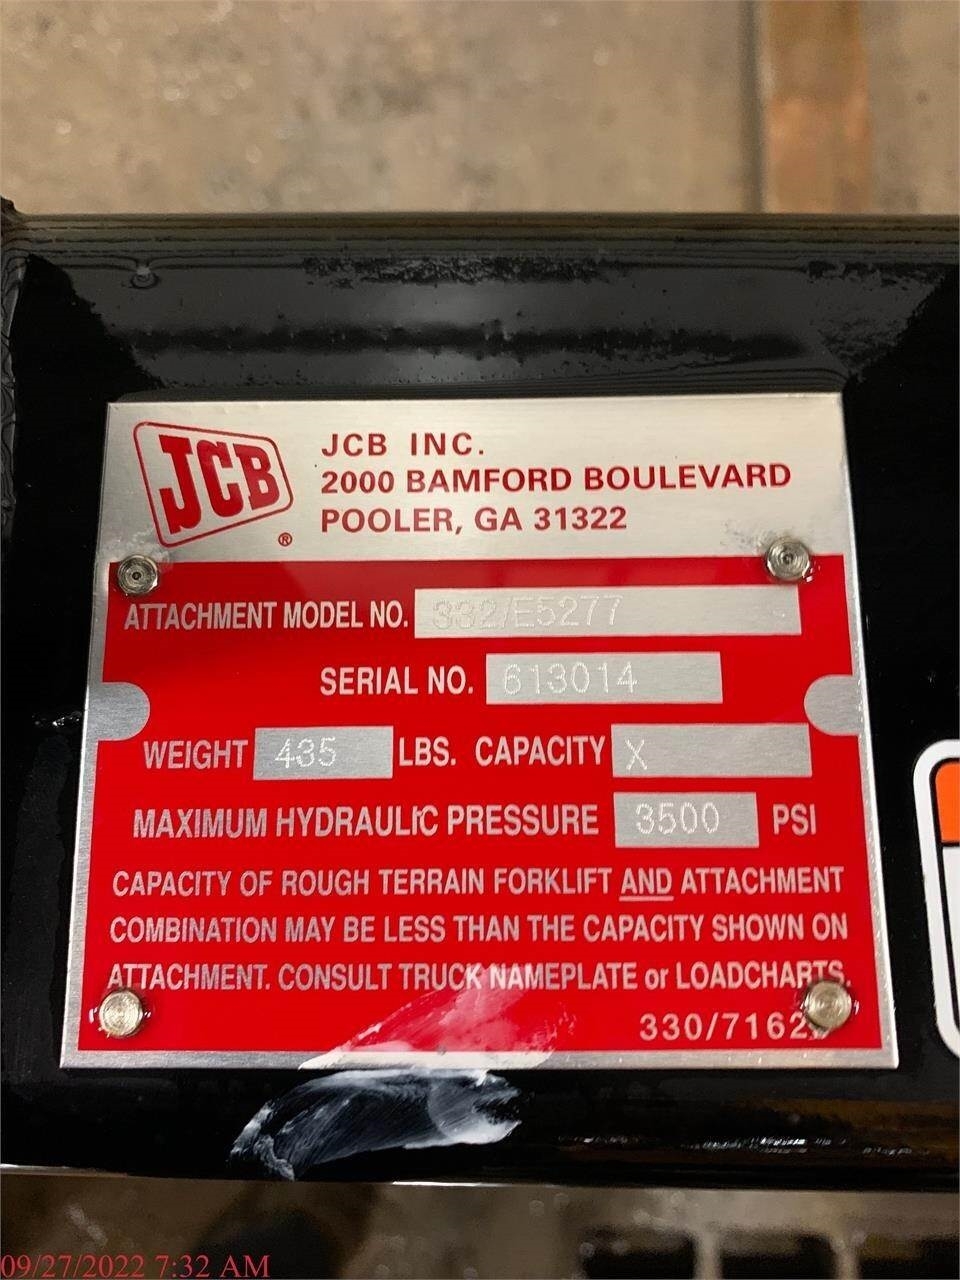 JCB
®
JCB INC.
2000 BAMFORD BOULEVARD
POOLER, GA 31322
ATTACHMENT MODEL NO. 332/E5277
SERIAL NO. 613014
WEIGHT 435 LBS. CAPACITY X
MAXIMUM HYDRAULIC PRESSURE 3500 PSI
CAPACITY OF ROUGH TERRAIN FORKLIFT AND ATTACHMENT
COMBINATION MAY BE LESS THAN THE CAPACITY SHOWN ON
ATTACHMENT. CONSULT TRUCK NAMEPLATE or LOADCHARTS.
09/27/2022 7:32 AM